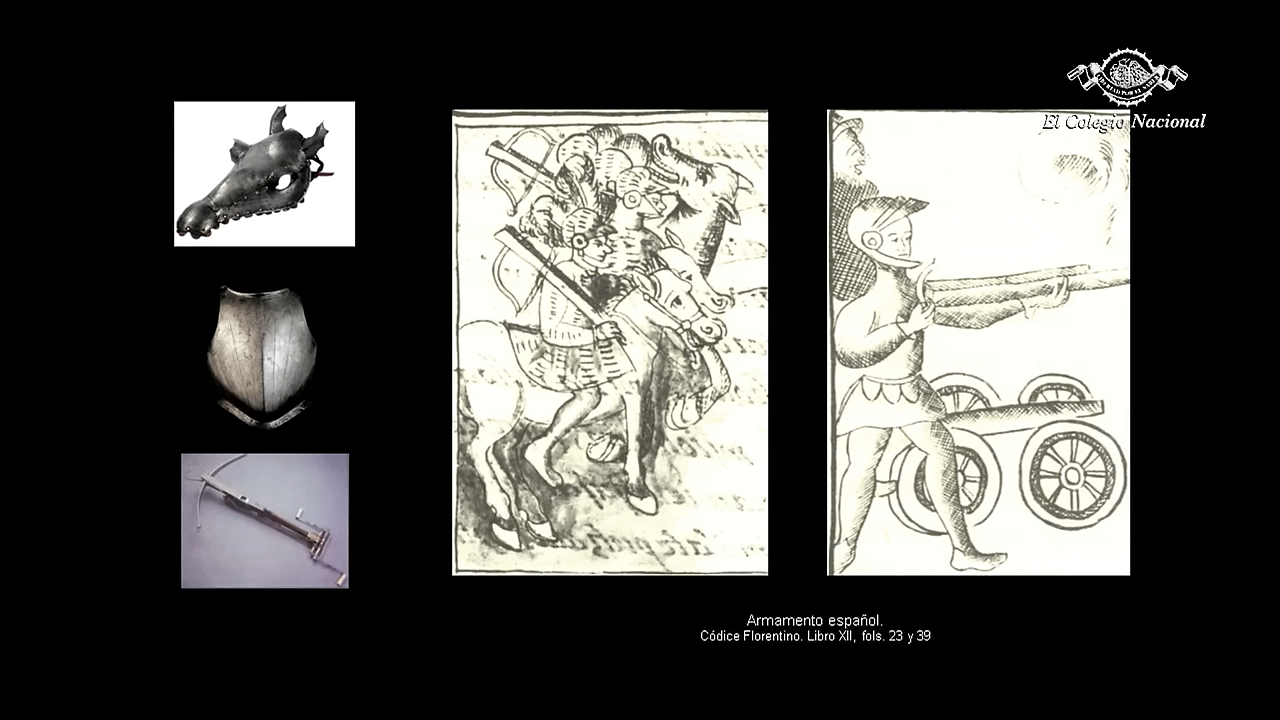 El Colegio Nacional
Armamento español.
Códice Florentino. Libro XII, fols. 23 y 39